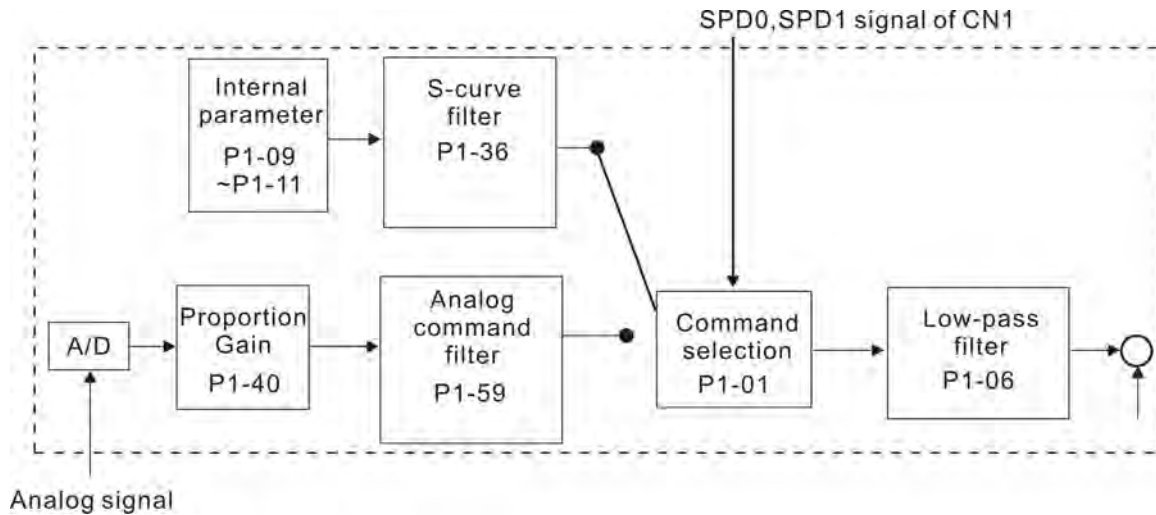 SPD0,SPD1 signal of CN1
Internal
parameter
P1-09
~P1-11
S-curve
filter
P1-36
A/D
Proportion
Gain
P1-40
Analog
command
filter
P1-59
Command
selection
P1-01
Low-pass
filter
P1-06
Analog signal